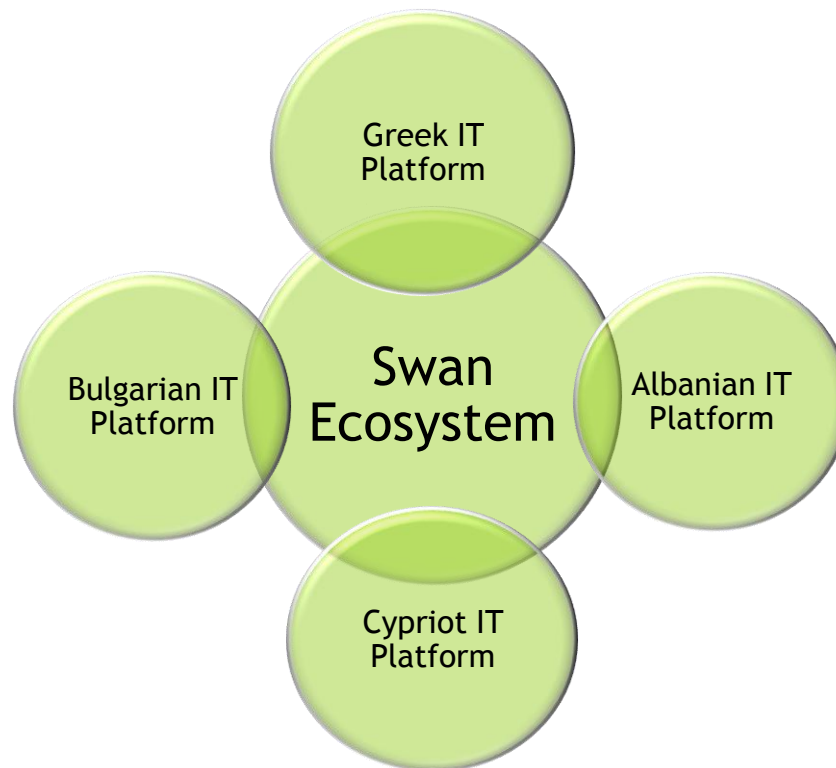 Greek IT
Platform
Swan
Ecosystem
Bulgarian IT
Platform
Albanian IT
Platform
Cypriot IT
Platform